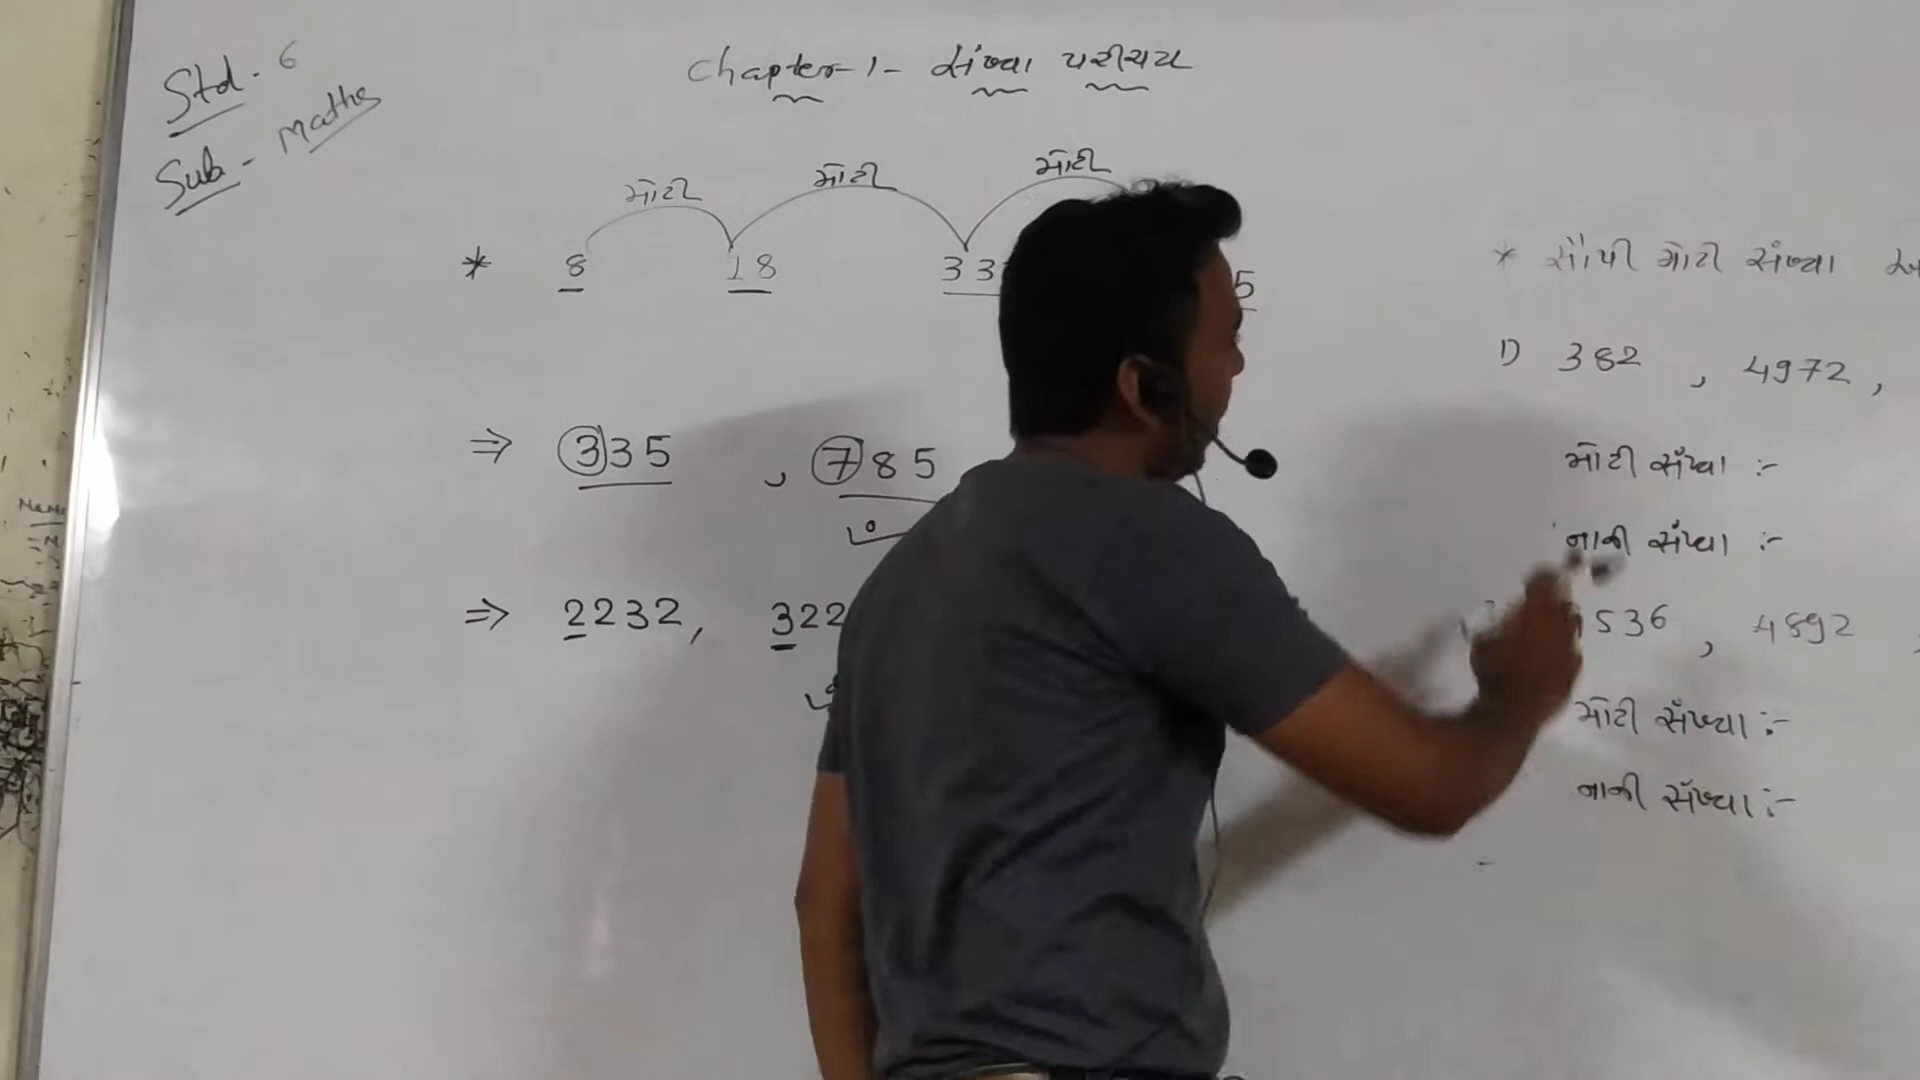 Std. 6
Sub - Maths
Chapter-1- સંખ્યા પરીચય
મોટી મોટી મોટી
* 8 18 33 5
⇒ 335 , 785
⇒ 2232, 322
* સૌથી મોટી સંખ્યા
1) 382 , 4972 ,
મોટી સંખ્યા :-
નાની સંખ્યા :-
536 , 4892
મોટી સંખ્યા :-
નાની સંખ્યા :-